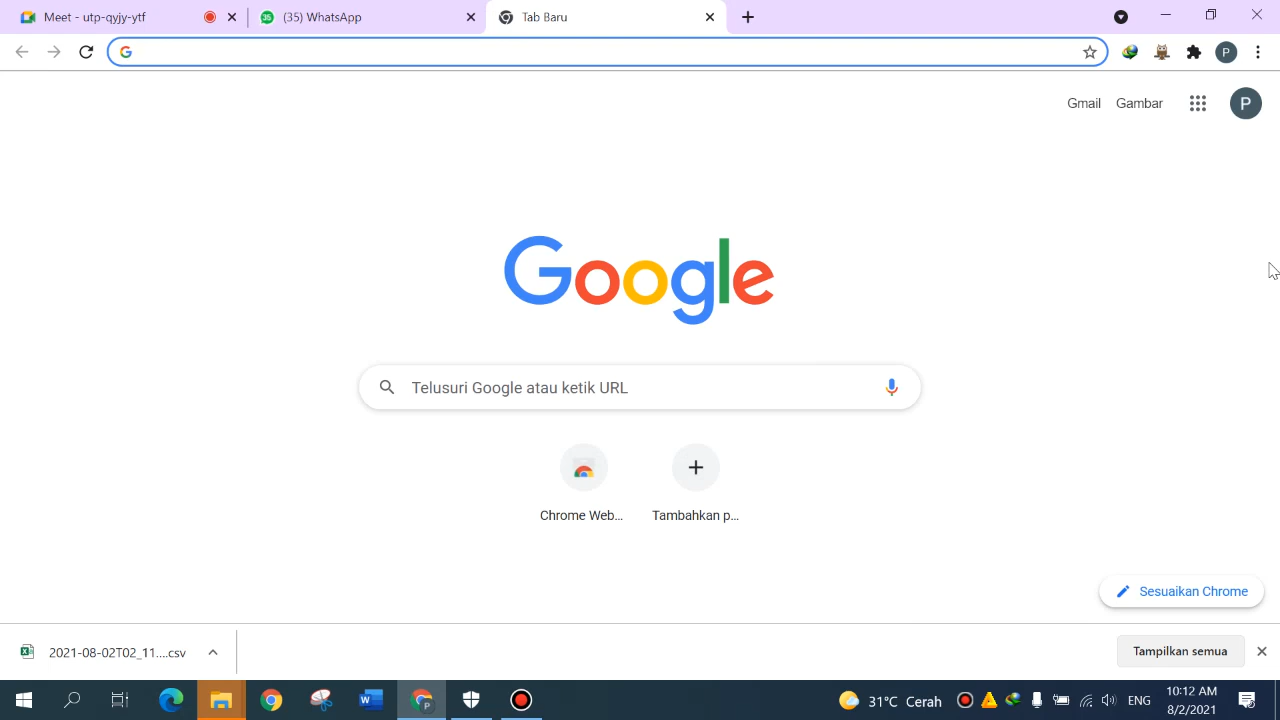 Meet - utp-qyjy-ytf
35
(35) WhatsApp
Tab Baru
G
P
Gmail
Gambar
P
Google
Telusuri Google atau ketik URL
Chrome Web...
Tambahkan p...
Sesuaikan Chrome
2021-08-02T02_11....csv
Tampilkan semua
31°C Cerah
ENG
10:12 AM
8/2/2021